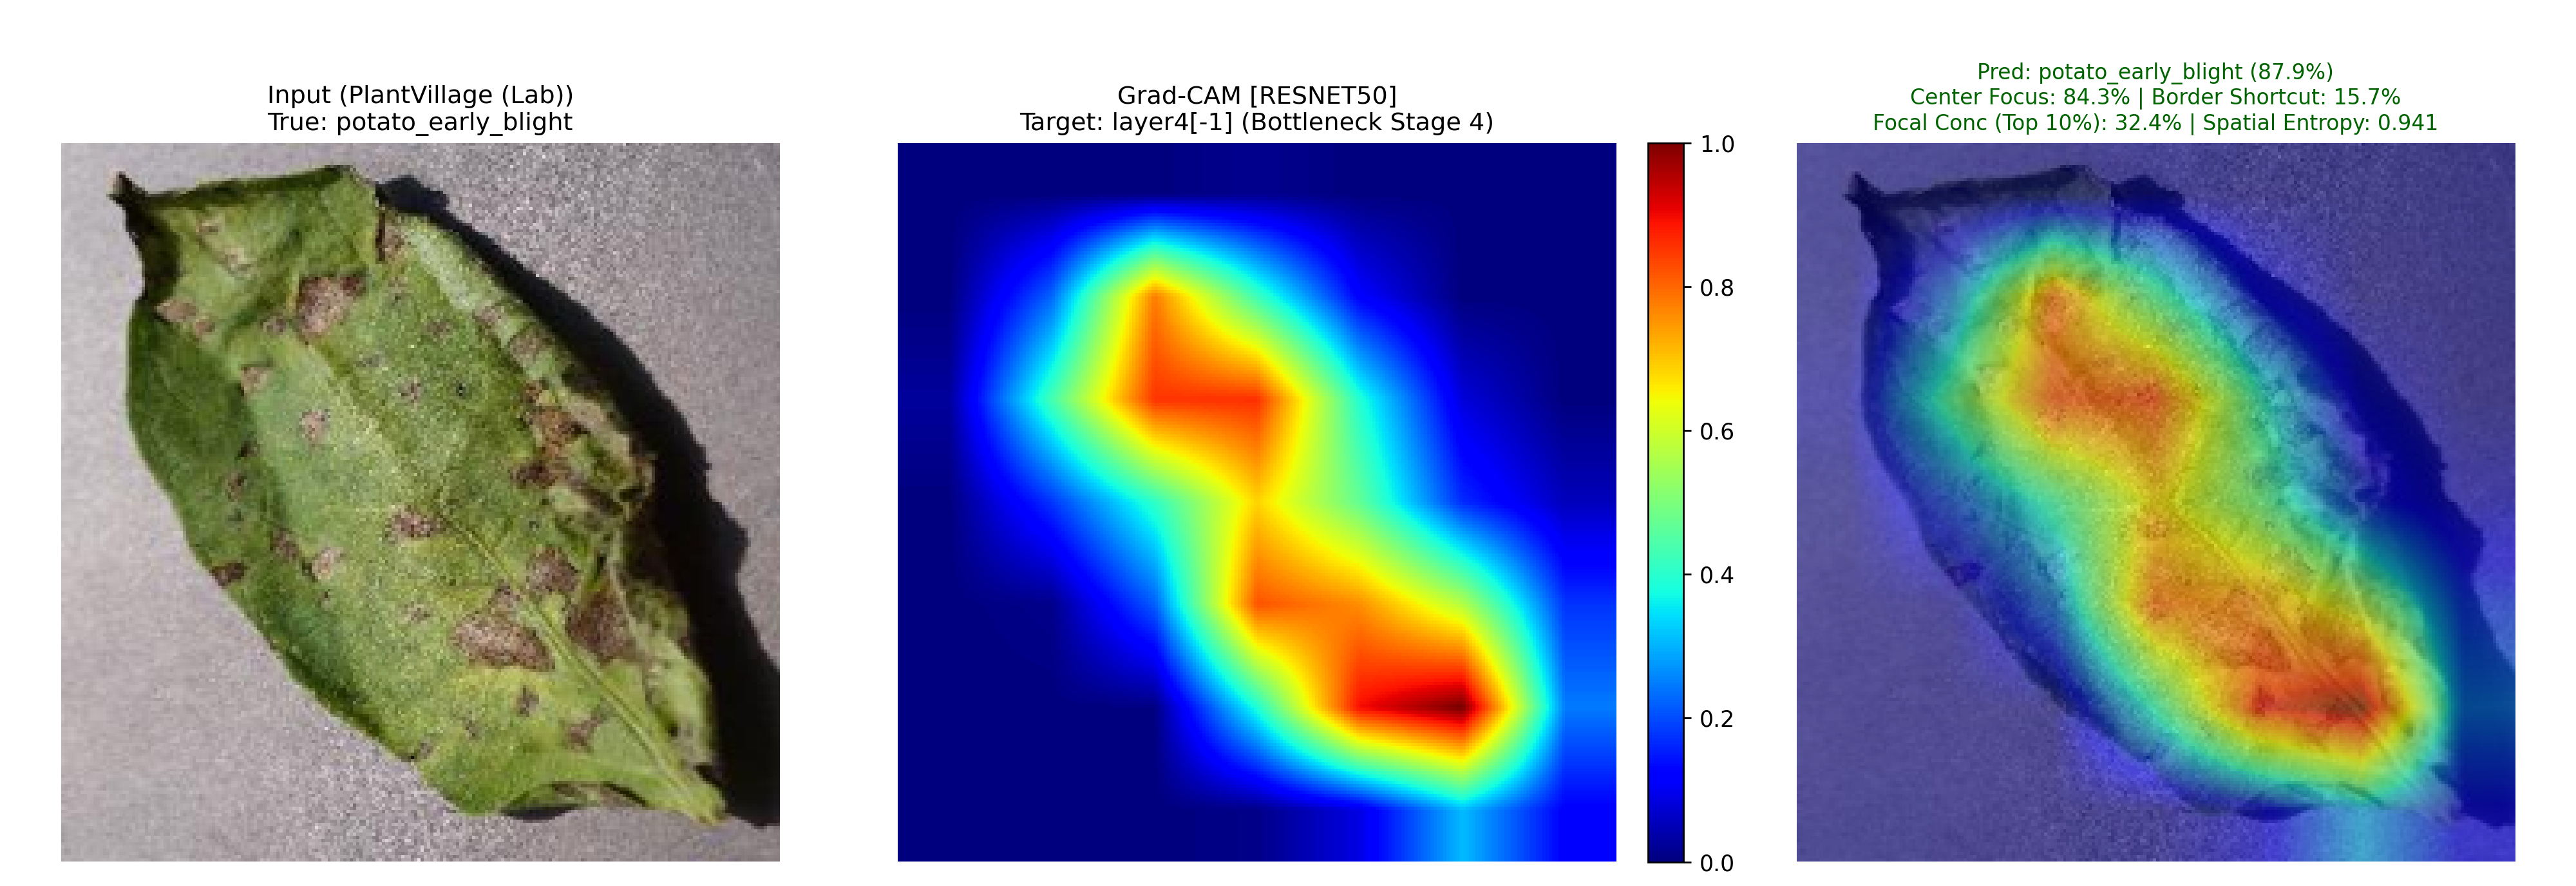 Input (PlantVillage (Lab))
True: potato_early_blight
Grad-CAM [RESNET50]
Target: layer4[-1] (Bottleneck Stage 4)
1.0
0.8
0.6
0.4
0.2
0.0
Pred: potato_early_blight (87.9%)
Center Focus: 84.3% | Border Shortcut: 15.7%
Focal Conc (Top 10%): 32.4% | Spatial Entropy: 0.941